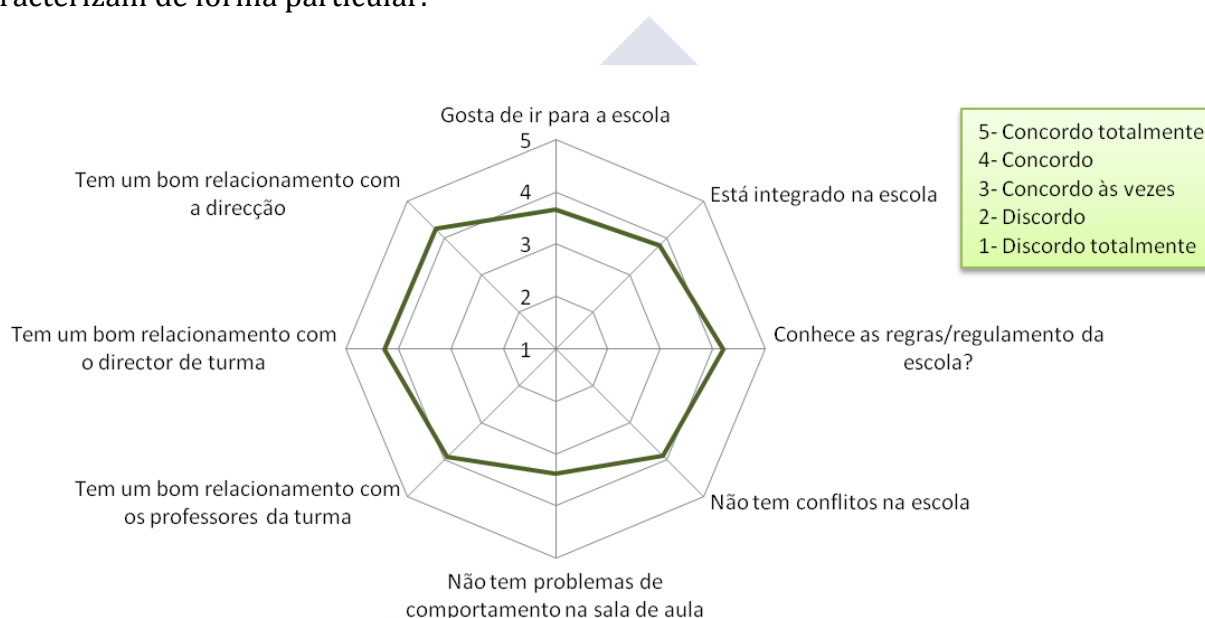 de forma particular:
Gosta de ir para a escola
5
4
3
2
1
Está integrado na escola
Conhece as regras/regulamento da
escola?
Não tem conflitos na escola
Não tem problemas de
comportamento na sala de aula
Tem um bom relacionamento com
os professores da turma
Tem um bom relacionamento com
o director de turma
Tem um bom relacionamento com
a direcção
5- Concordo totalmente
4- Concordo
3- Concordo às vezes
2- Discordo
1- Discordo totalmente